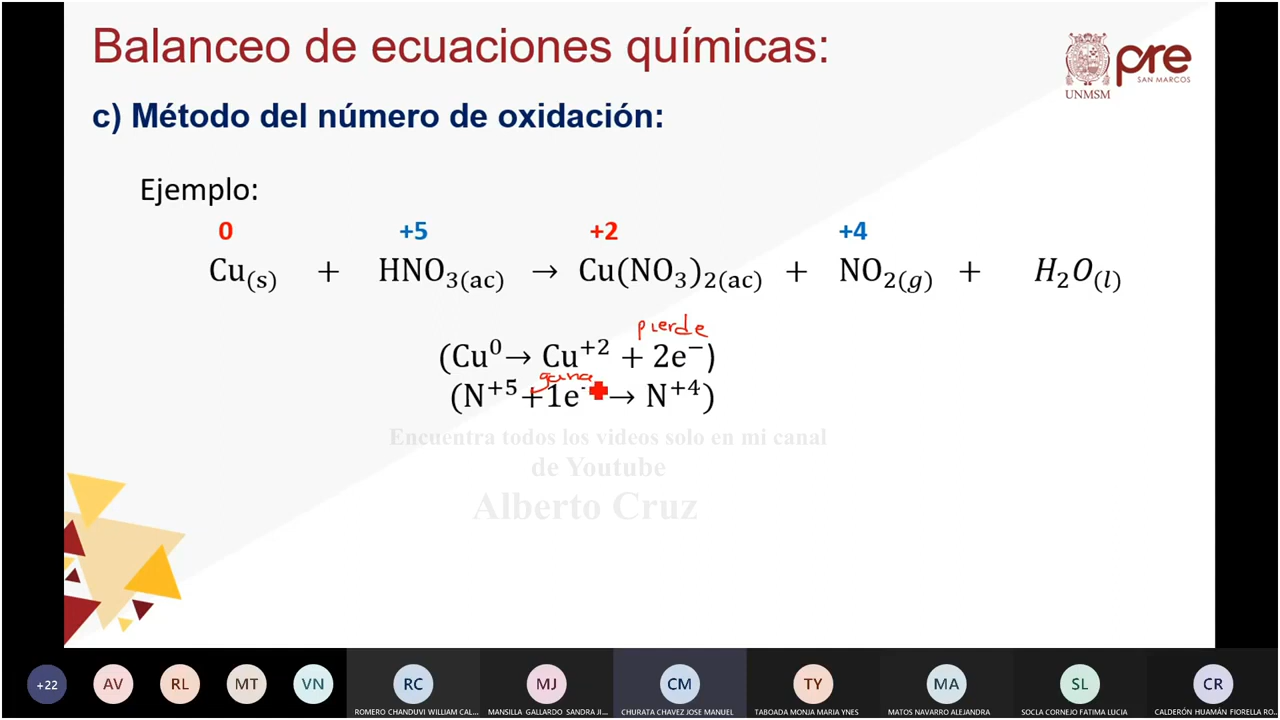 Balanceo de ecuaciones químicas:
pre
SAN MARCOS
UNMSM
c) Método del número de oxidación:
Ejemplo:
0 +5 +2 +4
Cu(s) + HNO3(ac) → Cu(NO3)2(ac) + NO2(g) + H2O(l)
pierde
(Cu⁰→ Cu⁺² + 2e⁻)
gana
(N⁺⁵+1e⁻ → N⁺⁴)
Encuentra todos los videos solo en mi canal
de Youtube
Alberto Cruz
+22 AV RL MT VN RC MJ CM TY MA SL CR
ROMERO CHANDUVI WILLIAM CAL... MANSILLA GALLARDO SANDRA JI... CHURATA CHAVEZ JOSE MANUEL TABOADA MONJA MARIA YNES MATOS NAVARRO ALEJANDRA SOCLA CORNEJO FATIMA LUCIA CALDERÓN HUAMÁN FIORELLA RO...